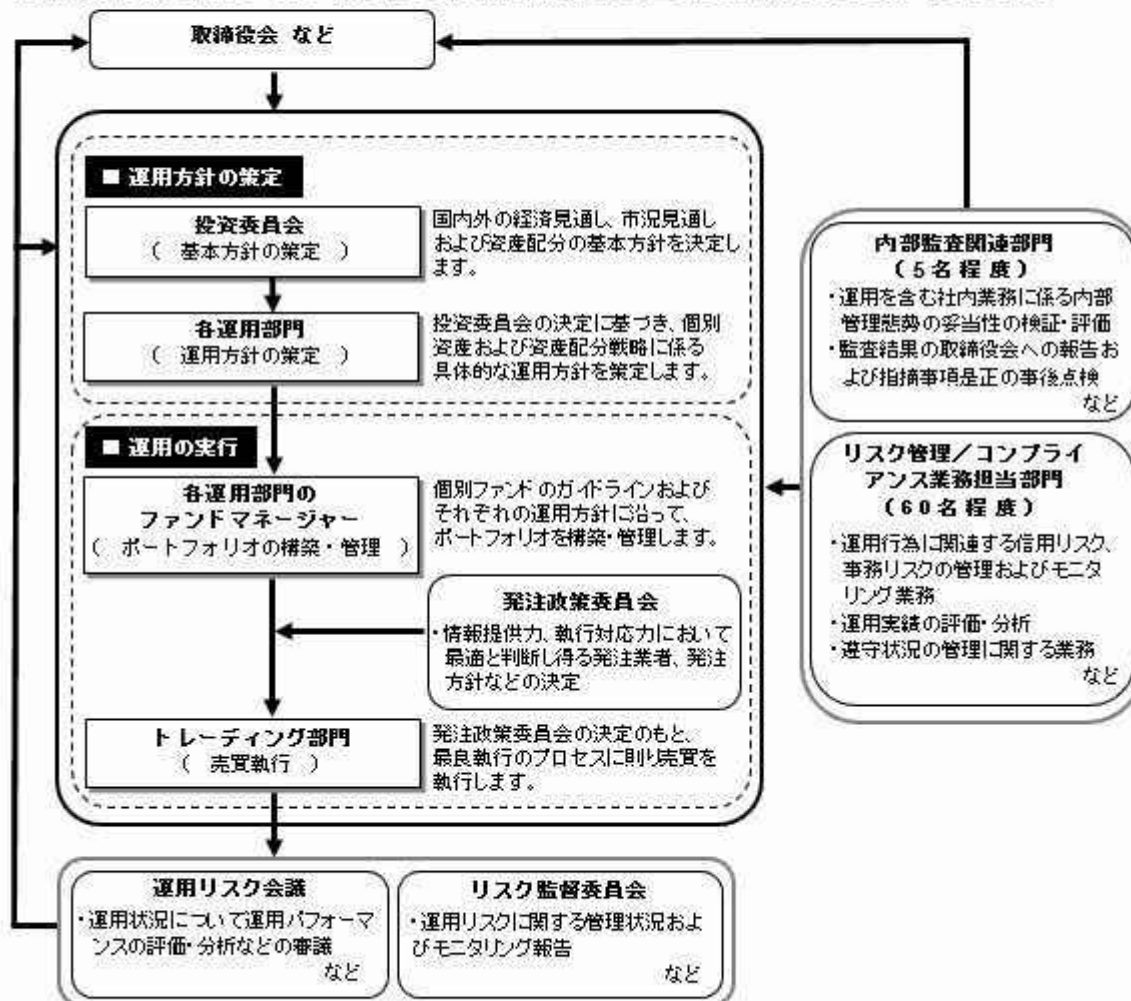 取締役会 など
■ 運用方針の策定
投資委員会
( 基本方針の策定 )
国内外の経済見通し、市況見通し
および資産配分の基本方針を決定し
ます。
各運用部門
( 運用方針の策定 )
投資委員会の決定に基づき、個別
資産および資産配分戦略に係る
具体的な運用方針を策定します。
■ 運用の実行
各運用部門の
ファンドマネージャー
( ポートフォリオの構築・管理 )
個別ファンドのガイドラインおよび
それぞれの運用方針に沿って、
ポートフォリオを構築・管理します。
発注政策委員会
・情報提供力、執行対応力において
最適と判断し得る発注業者、発注
方針などの決定
トレーディング部門
( 売買執行 )
発注政策委員会の決定のもと、
最良執行のプロセスに則り売買を
執行します。
内部監査関連部門
(5名程度)
・運用を含む社内業務に係る内部
管理態勢の妥当性の検証・評価
・監査結果の取締役会への報告お
よび指摘事項是正の事後点検
など
リスク管理/コンプライ
アンス業務担当部門
(60名程度)
・運用行為に関連する信用リスク、
事務リスクの管理およびモニタ
リング業務
・運用実績の評価・分析
・遵守状況の管理に関する業務
など
運用リスク会議
・運用状況について運用パフォーマ
ンスの評価・分析などの審議
など
リスク監督委員会
・運用リスクに関する管理状況およ
びモニタリング報告
など